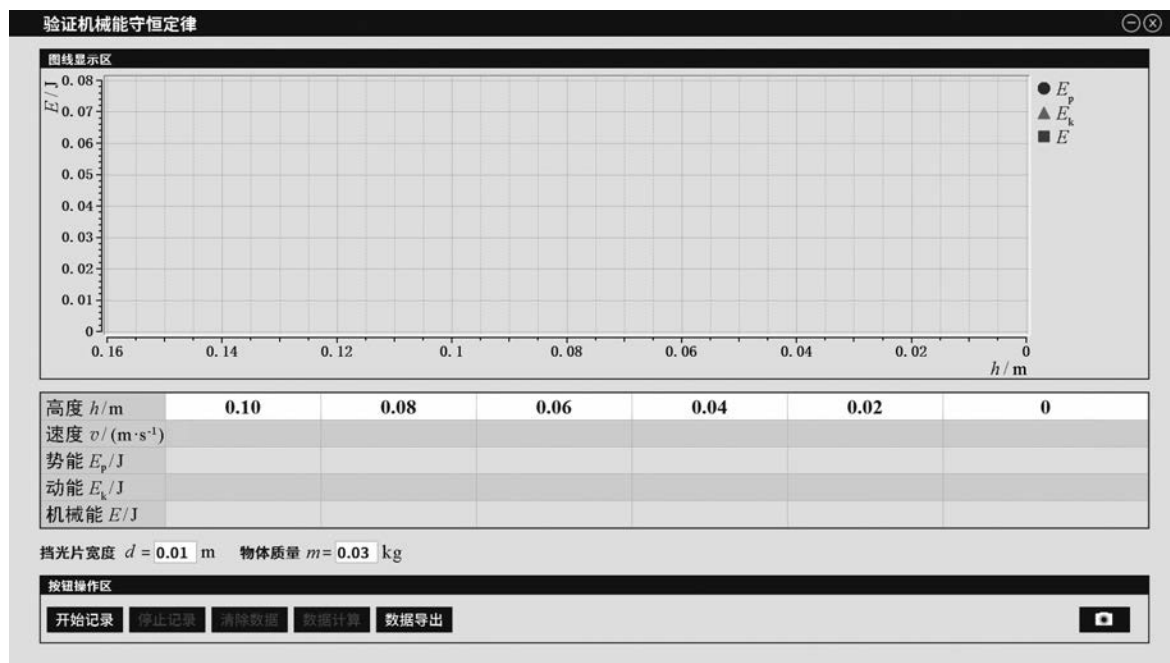 验证机械能守恒定律
图线显示区
E/J
0.08
0.07
0.06
0.05
0.04
0.03
0.02
0.01
0
0.16 0.14 0.12 0.1 0.08 0.06 0.04 0.02 0
h/m
Ep
Ek
E
高度 h/m 0.10 0.08 0.06 0.04 0.02 0
速度 v/(m·s⁻¹)
势能 Ep/J
动能 Ek/J
机械能 E/J
挡光片宽度 d = 0.01 m 物体质量 m= 0.03 kg
按钮操作区
开始记录 停止记录 清除数据 数据计算 数据导出